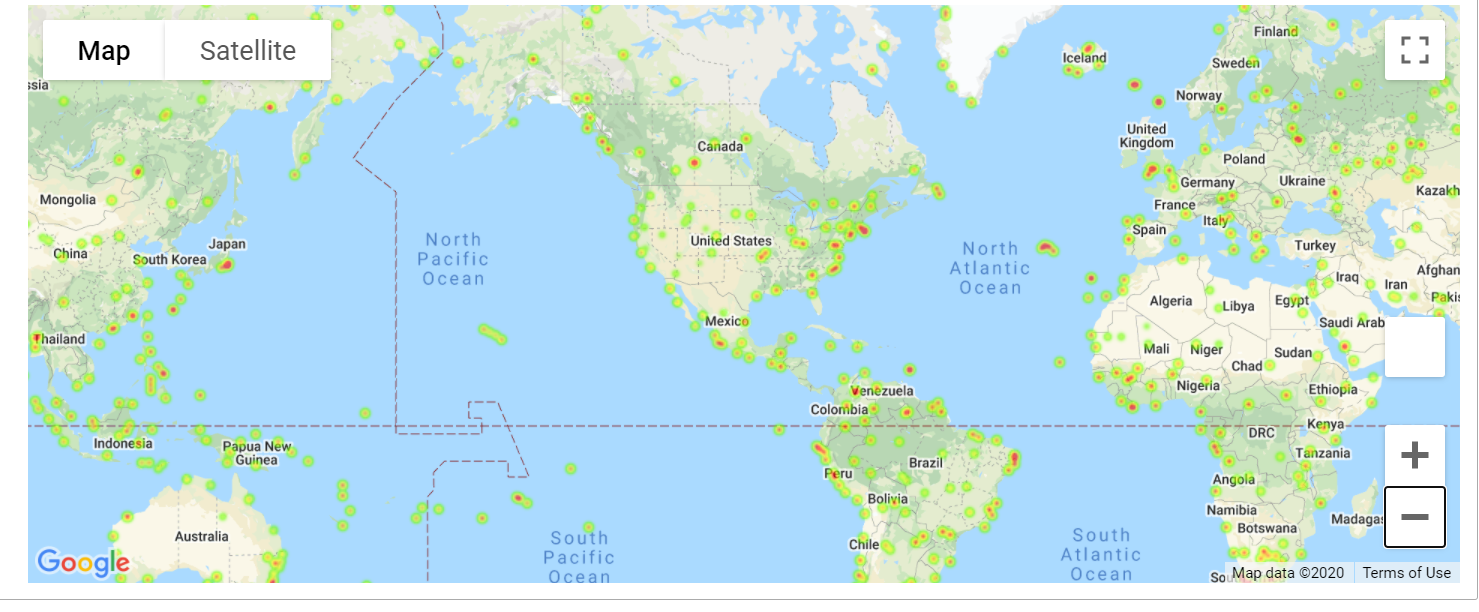 Map
Satellite
Iceland
Finland
Sweden
ssia
Norway
United
Kingdom
Canada
Poland
Germany
Ukraine
Kazakh
Mongolia
France
Italy
Spain
Japan
China
South Korea
United States
Turkey
North
Pacific
Ocean
North
Atlantic
Ocean
Iraq
Iran
Afghan
Pakis
Algeria
Libya
Egypt
Saudi Arab
Mexico
Thailand
Mali
Niger
Chad
Sudan
Nigeria
Ethiopia
Venezuela
Colombia
Kenya
DRC
Indonesia
Papua New
Guinea
Tanzania
Brazil
Peru
Angola
Bolivia
Namibia
Botswana
Madagas
Australia
Chile
South
Pacific
Ocean
South
Atlantic
Ocean
Google
Sou
Map data ©2020
Terms of Use